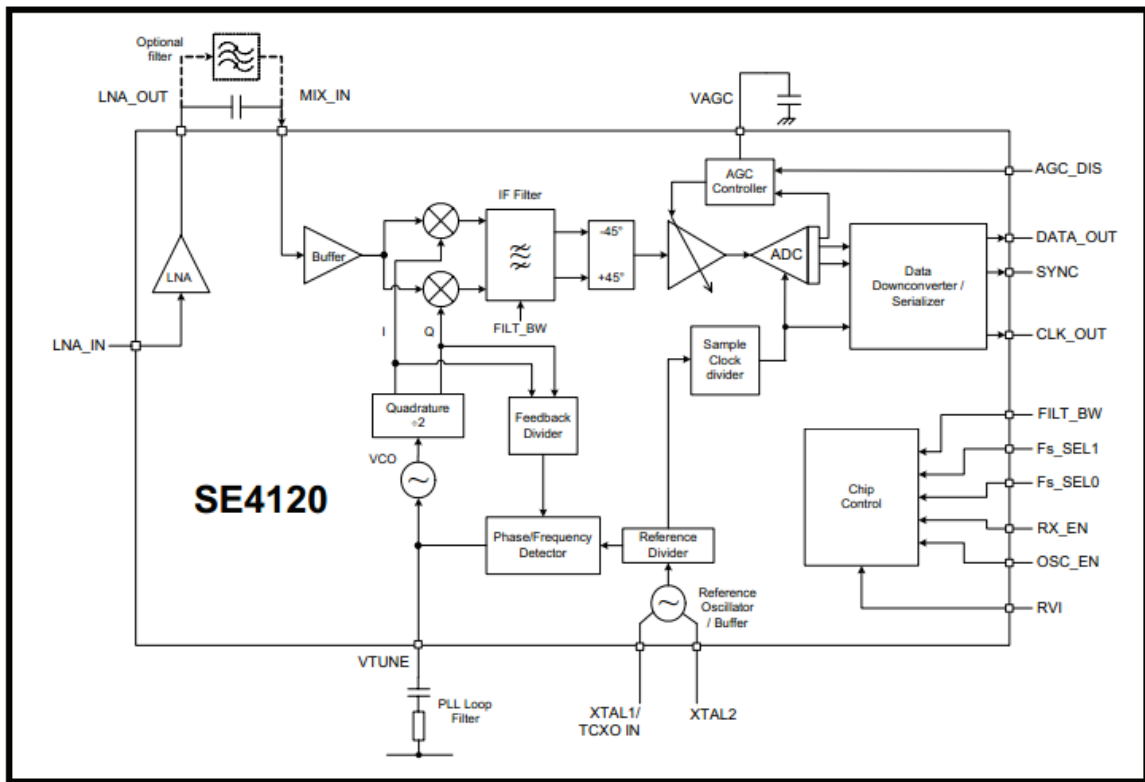 Optional
filter
LNA_OUT
MIX_IN
VAGC
AGC
Controller
AGC_DIS
IF Filter
-45°
+45°
Buffer
LNA
ADC
Data
Downconverter /
Serializer
DATA_OUT
SYNC
CLK_OUT
I
Q
FILT_BW
LNA_IN
Sample
Clock
divider
Quadrature
÷2
Feedback
Divider
VCO
SE4120
Phase/Frequency
Detector
Reference
Divider
Reference
Oscillator
/ Buffer
Chip
Control
FILT_BW
Fs_SEL1
Fs_SEL0
RX_EN
OSC_EN
RVI
VTUNE
PLL Loop
Filter
XTAL1/
TCXO IN
XTAL2